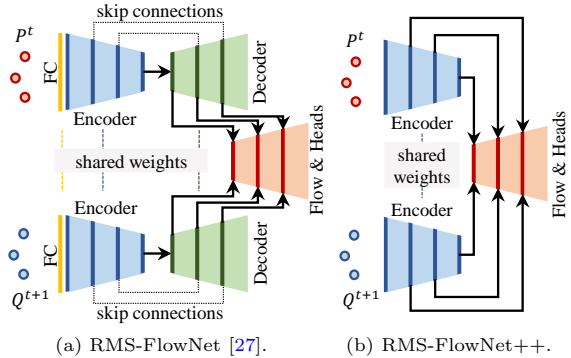 skip connections
P^t
FC
Encoder
Decoder
shared weights
Flow & Heads
Encoder
FC
Decoder
Q^{t+1}
skip connections
(a) RMS-FlowNet [27].
P^t
Encoder
shared
weights
Flow & Heads
Encoder
Q^{t+1}
(b) RMS-FlowNet++.